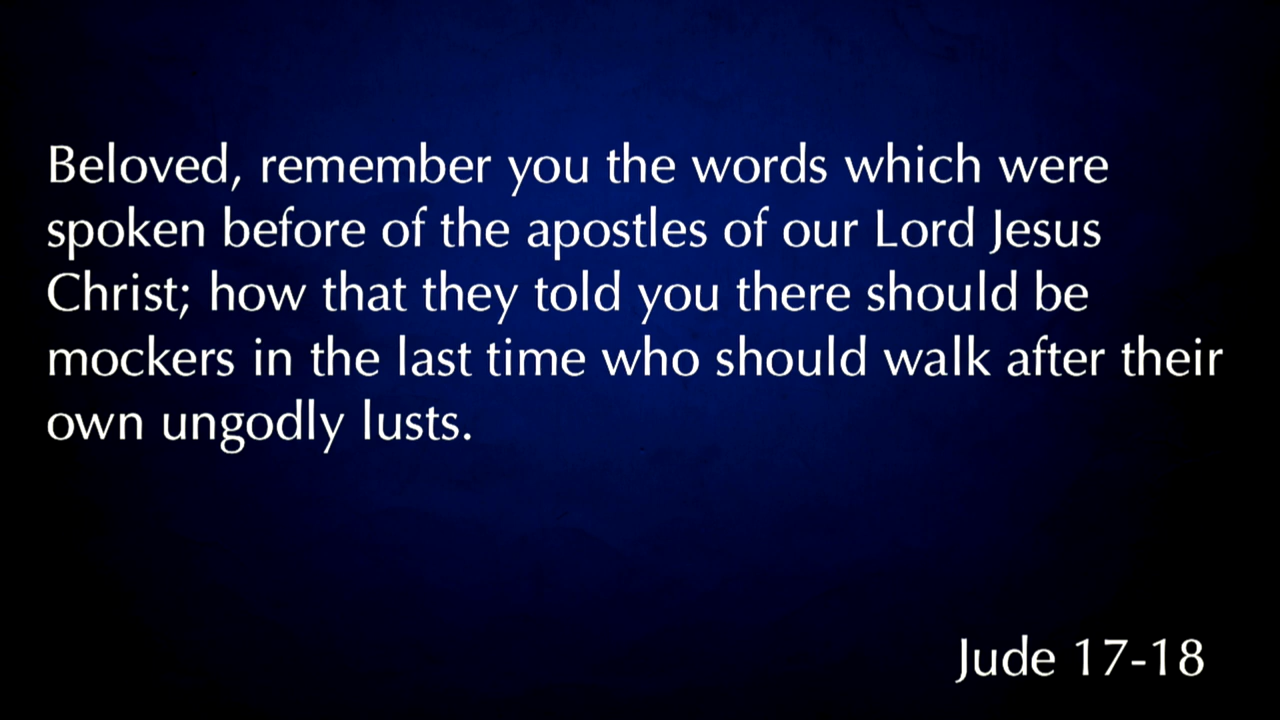 Beloved, remember you the words which were
spoken before of the apostles of our Lord Jesus
Christ; how that they told you there should be
mockers in the last time who should walk after their
own ungodly lusts.
Jude 17-18